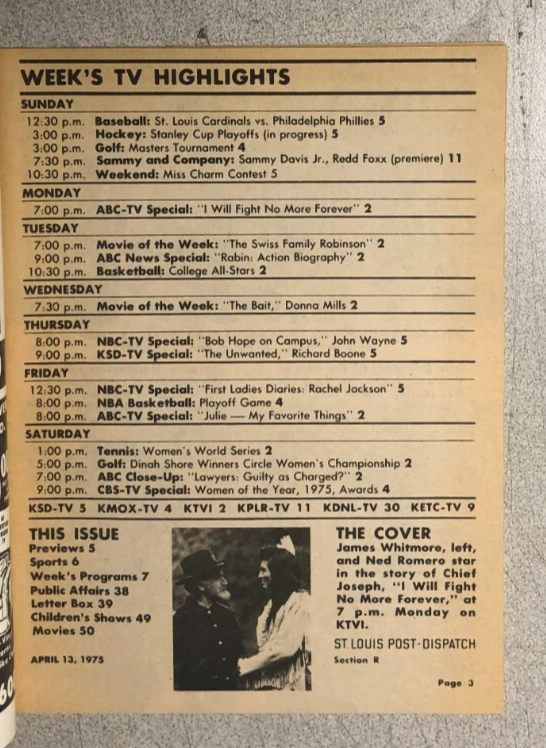 WEEK'S TV HIGHLIGHTS
SUNDAY
12:30 p.m. Baseball: St. Louis Cardinals vs. Philadelphia Phillies 5
3:00 p.m. Hockey: Stanley Cup Playoffs (in progress) 5
3:00 p.m. Golf: Masters Tournament 4
7:30 p.m. Sammy and Company: Sammy Davis Jr., Redd Foxx (premiere) 11
10:30 p.m. Weekend: Miss Charm Contest 5
MONDAY
7:00 p.m. ABC-TV Special: "I Will Fight No More Forever" 2
TUESDAY
7:00 p.m. Movie of the Week: "The Swiss Family Robinson" 2
9:00 p.m. ABC News Special: "Rabin: Action Biography" 2
10:30 p.m. Basketball: College All-Stars 2
WEDNESDAY
7:30 p.m. Movie of the Week: "The Bait," Donna Mills 2
THURSDAY
8:00 p.m. NBC-TV Special: "Bob Hope on Campus," John Wayne 5
9:00 p.m. KSD-TV Special: "The Unwanted," Richard Boone 5
FRIDAY
12:30 p.m. NBC-TV Special: "First Ladies Diaries: Rachel Jackson" 5
8:00 p.m. NBA Basketball: Playoff Game 4
8:00 p.m. ABC-TV Special: "Julie — My Favorite Things" 2
SATURDAY
1:00 p.m. Tennis: Women's World Series 2
5:00 p.m. Golf: Dinah Shore Winners Circle Women's Championship 2
7:00 p.m. ABC Close-Up: "Lawyers: Guilty as Charged?" 2
9:00 p.m. CBS-TV Special: Women of the Year, 1975, Awards 4
KSD-TV 5 KMOX-TV 4 KTVI 2 KPLR-TV 11 KDNL-TV 30 KETC-TV 9
THIS ISSUE
Previews 5
Sports 6
Week's Programs 7
Public Affairs 38
Letter Box 39
Children's Shows 49
Movies 50
APRIL 13, 1975
THE COVER
James Whitmore, left,
and Ned Romero star
in the story of Chief
Joseph, "I Will Fight
No More Forever," at
7 p.m. Monday on
KTVI.
ST. LOUIS POST-DISPATCH
Section R
Page 3